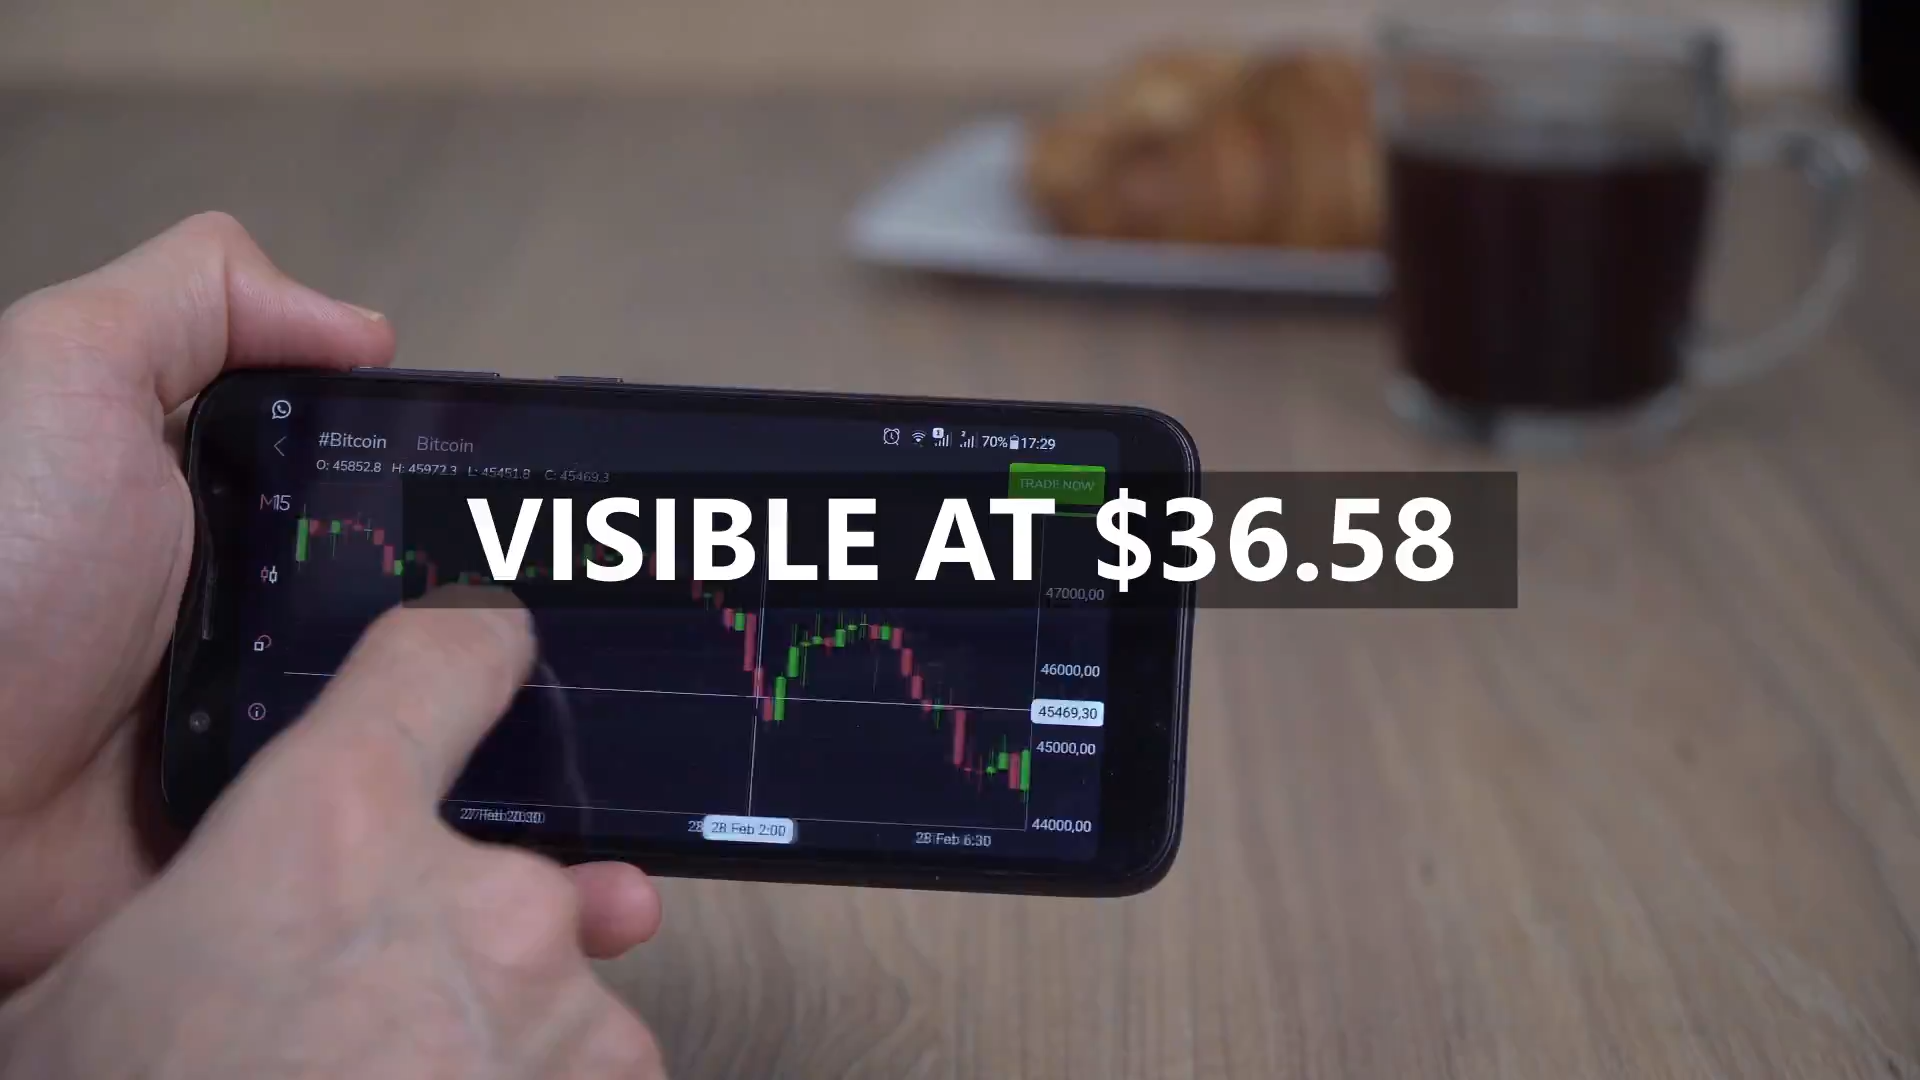 #Bitcoin Bitcoin
70% 17:29
O: 45852.8 H: 45972.3 L: 45451.8 C: 45469.3
TRADE NOW
M15
VISIBLE AT $36.58
47000,00
46000,00
45469,30
45000,00
44000,00
28 Feb 2:00
28 Feb 6:30